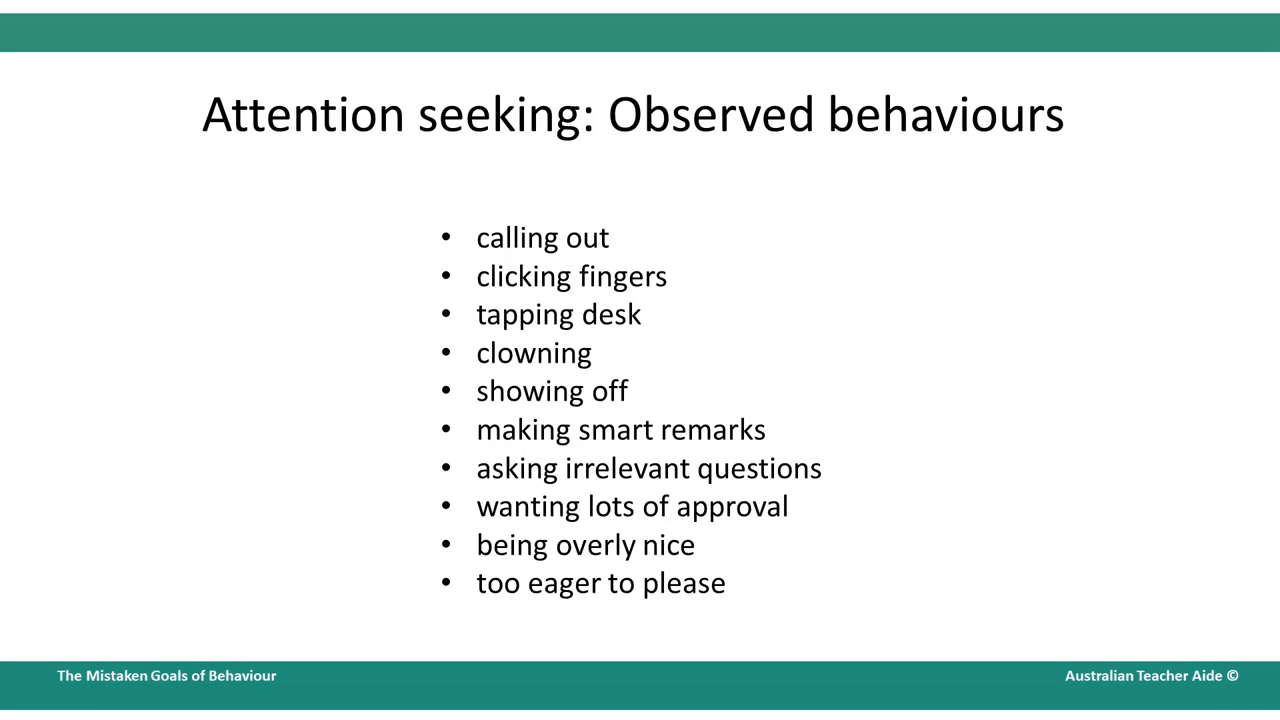 Attention seeking: Observed behaviours
• calling out
• clicking fingers
• tapping desk
• clowning
• showing off
• making smart remarks
• asking irrelevant questions
• wanting lots of approval
• being overly nice
• too eager to please
The Mistaken Goals of Behaviour
Australian Teacher Aide ©